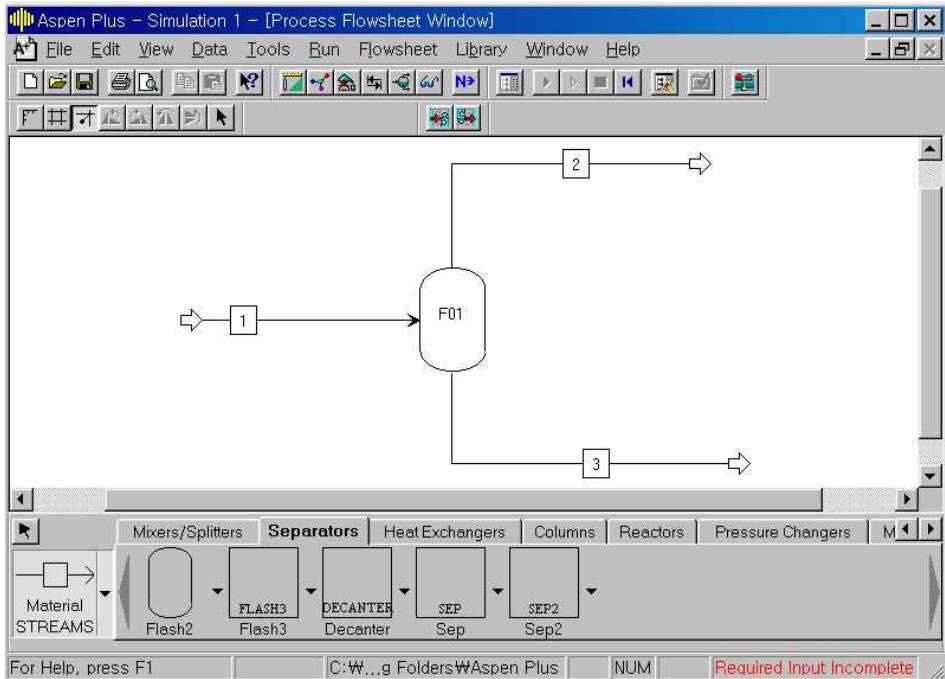 Aspen Plus - Simulation 1 - [Process Flowsheet Window]
File Edit View Data Tools Run Flowsheet Library Window Help
N>
2
F01
1
3
Mixers/Splitters Separators Heat Exchangers Columns Reactors Pressure Changers M
FLASH3 DECANTER SEP SEP2
Material
STREAMS Flash2 Flash3 Decanter Sep Sep2
For Help, press F1 C:₩...g Folders₩Aspen Plus NUM Required Input Incomplete